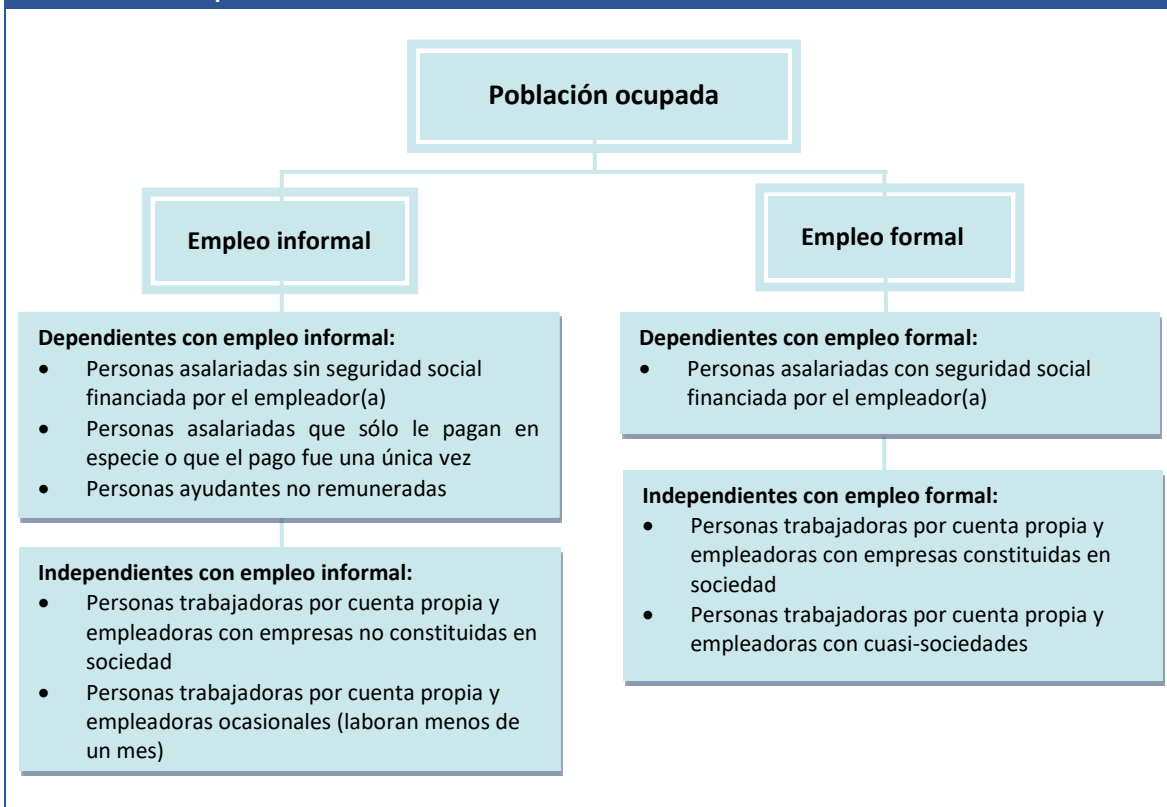 Población ocupada
Empleo informal
Empleo formal
Dependientes con empleo informal:
• Personas asalariadas sin seguridad social
financiada por el empleador(a)
• Personas asalariadas que sólo le pagan en
especie o que el pago fue una única vez
• Personas ayudantes no remuneradas
Independientes con empleo informal:
• Personas trabajadoras por cuenta propia y
empleadoras con empresas no constituidas en
sociedad
• Personas trabajadoras por cuenta propia y
empleadoras ocasionales (laboran menos de
un mes)
Dependientes con empleo formal:
• Personas asalariadas con seguridad social
financiada por el empleador(a)
Independientes con empleo formal:
• Personas trabajadoras por cuenta propia y
empleadoras con empresas constituidas en
sociedad
• Personas trabajadoras por cuenta propia y
empleadoras con cuasi-sociedades